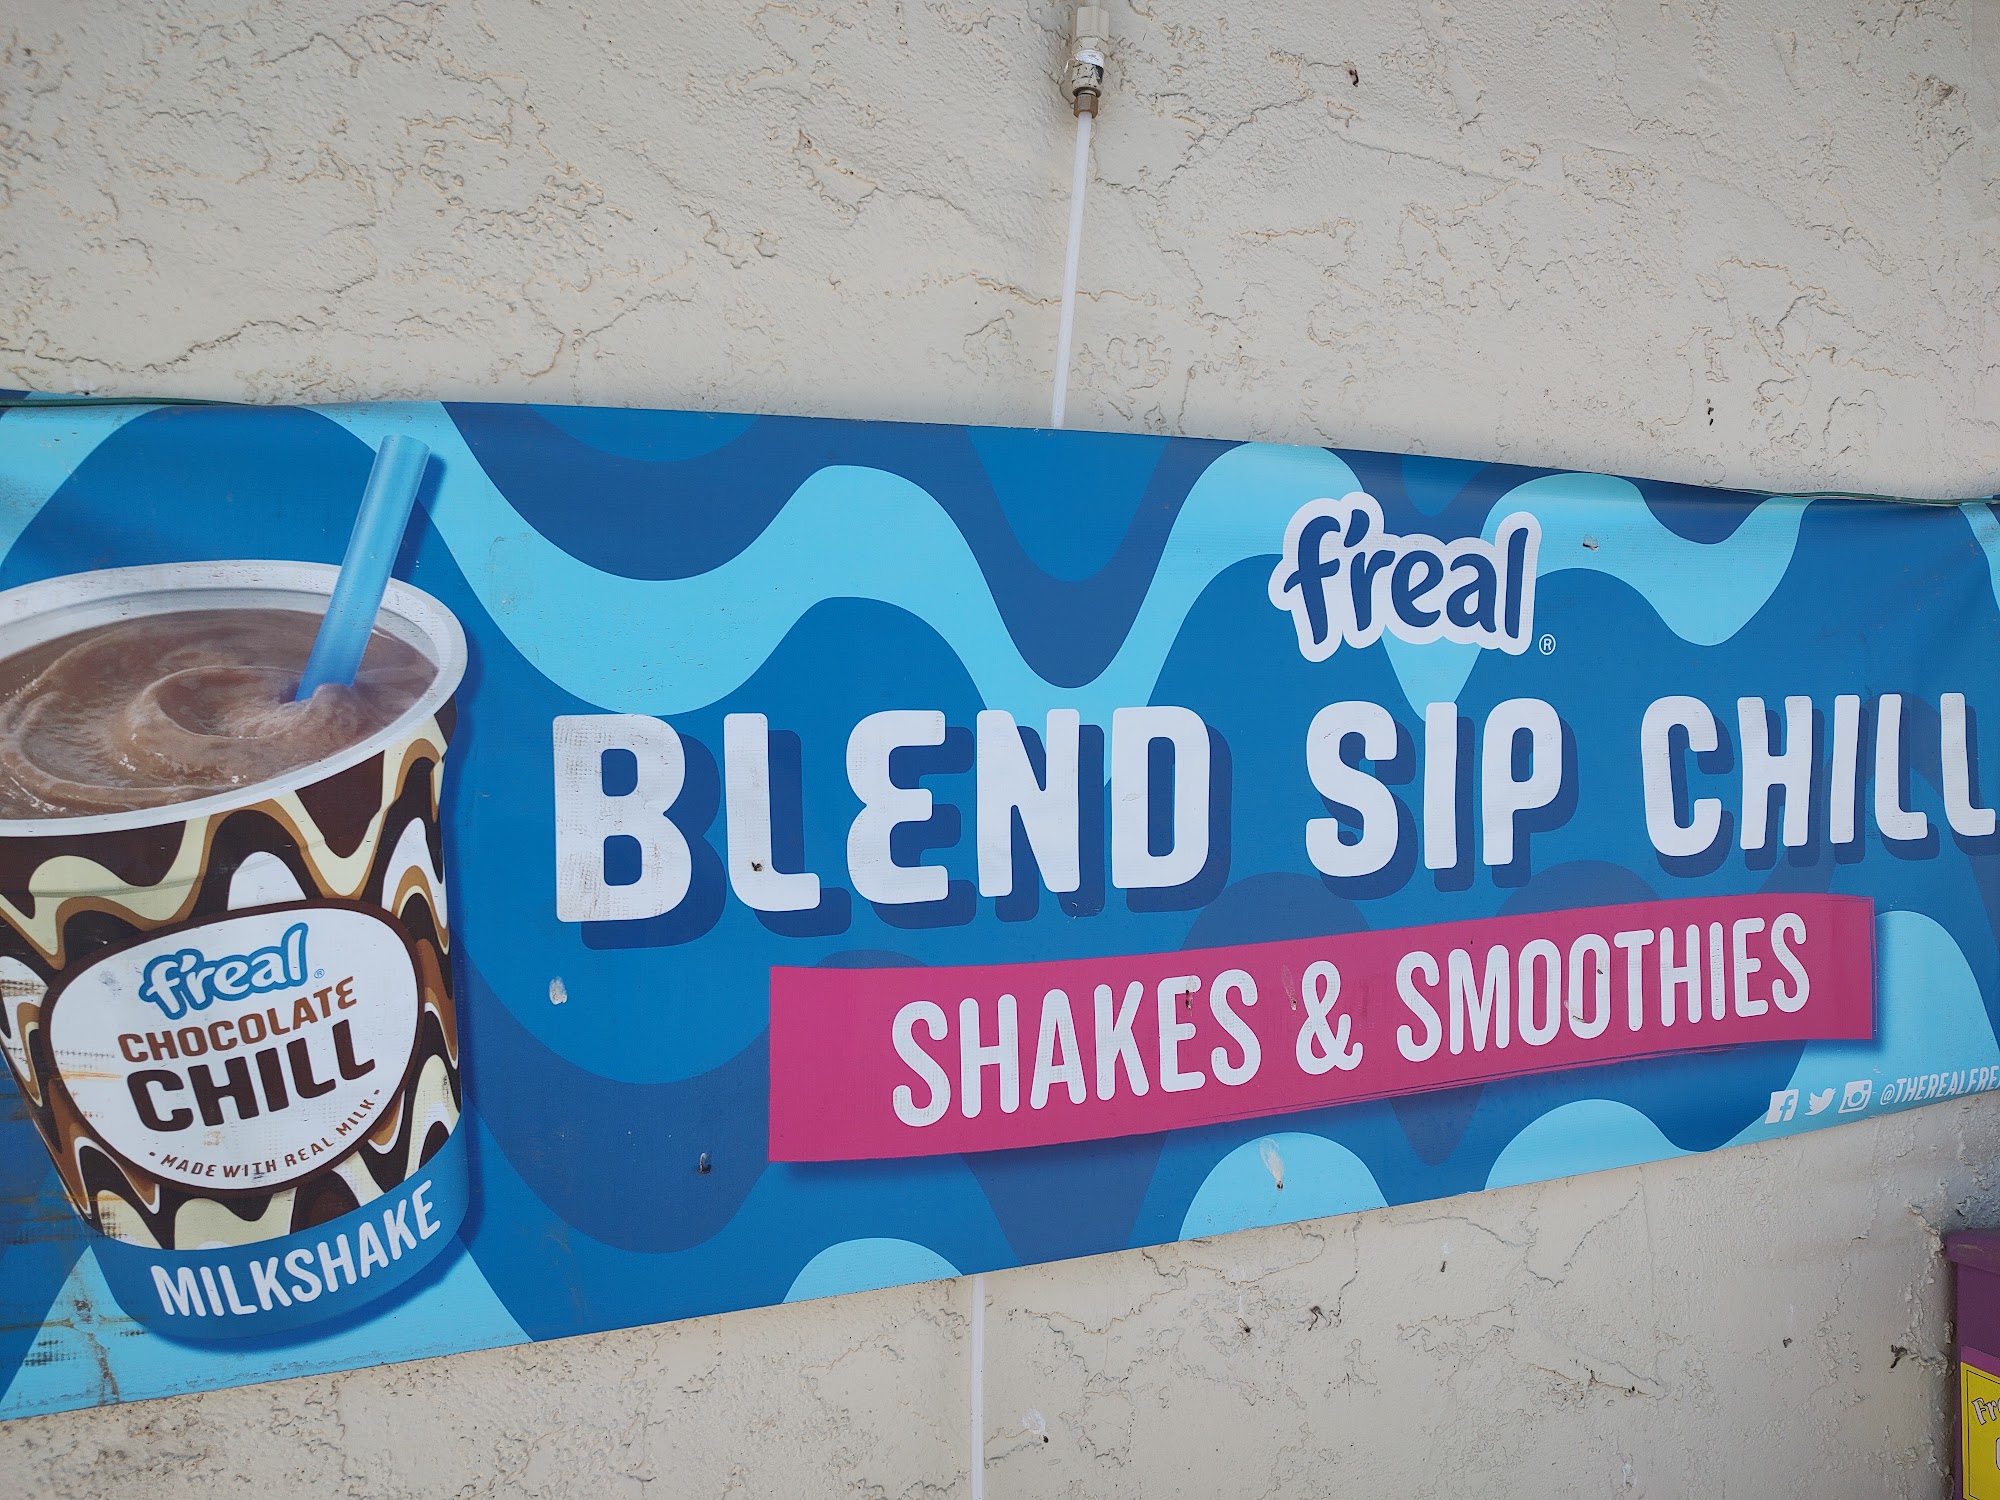 f'real®
BLEND SIP CHILL
SHAKES & SMOOTHIES
@THEREALFRE
f'real®
CHOCOLATE
CHILL
• MADE WITH REAL MILK •
MILKSHAKE